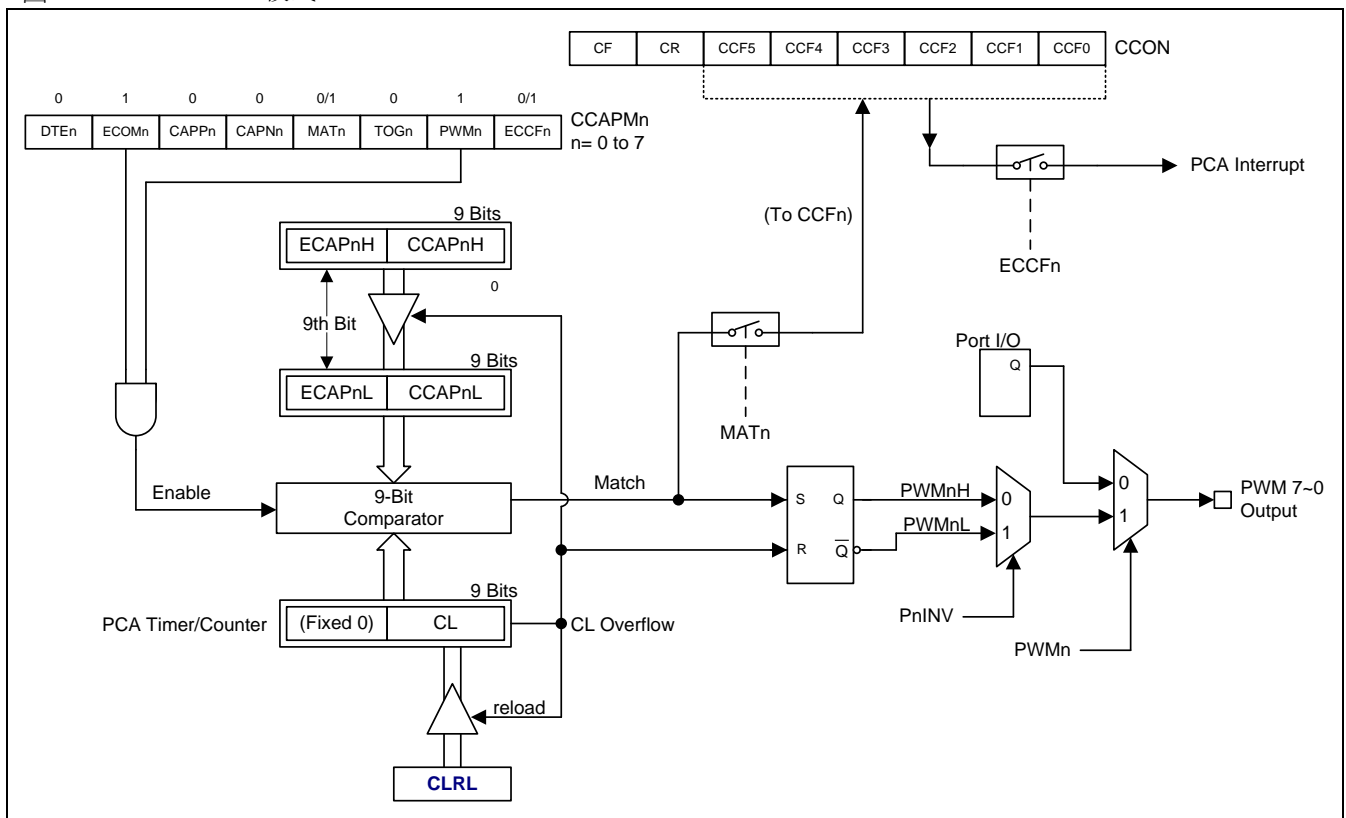 图
CF CR CCF5 CCF4 CCF3 CCF2 CCF1 CCF0 CCON
0 1 0 0 0/1 0 1 0/1
DTEn ECOMn CAPPn CAPNn MATn TOGn PWMn ECCFn
CCAPMn
n= 0 to 7
PCA Interrupt
9 Bits
(To CCFn)
ECAPnH CCAPnH
ECCFn
0
9th Bit
Port I/O
9 Bits
Q
ECAPnL CCAPnL
MATn
Enable
9-Bit
Comparator
Match
S Q
PWMnH
0
0
PWM 7~0
Output
PWMnL
1
1
R Q
9 Bits
PCA Timer/Counter
(Fixed 0) CL
CL Overflow
PnINV
PWMn
reload
CLRL